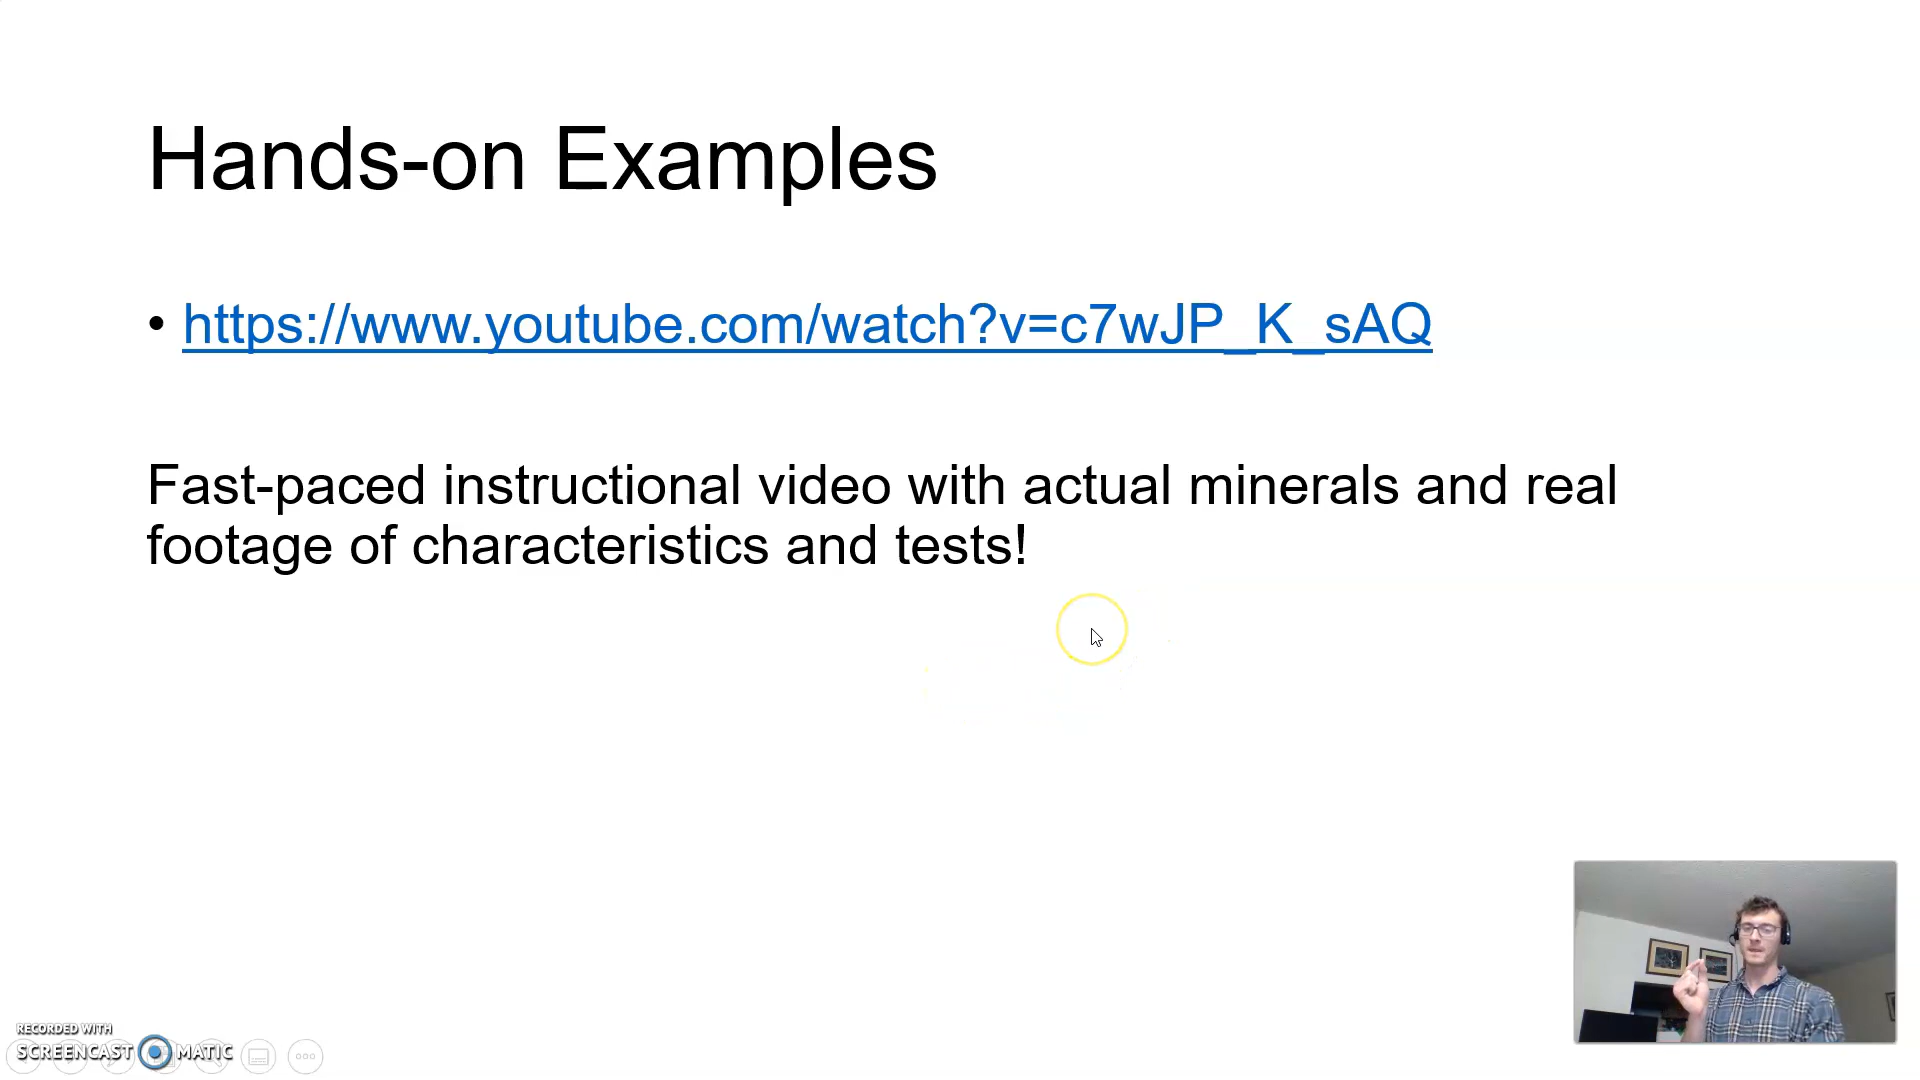 Hands-on Examples
• https://www.youtube.com/watch?v=c7wJP_K_sAQ
Fast-paced instructional video with actual minerals and real
footage of characteristics and tests!
RECORDED WITH
SCREENCAST MATIC